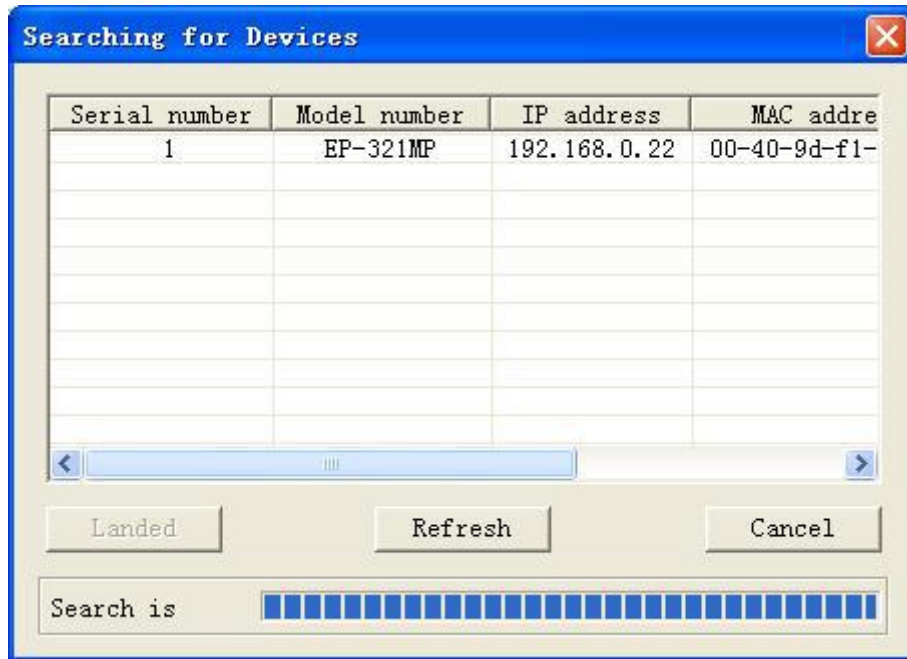 Searching for Devices
Serial number Model number IP address MAC addre
1 EP-321MP 192.168.0.22 00-40-9d-f1-
Landed Refresh Cancel
Search is